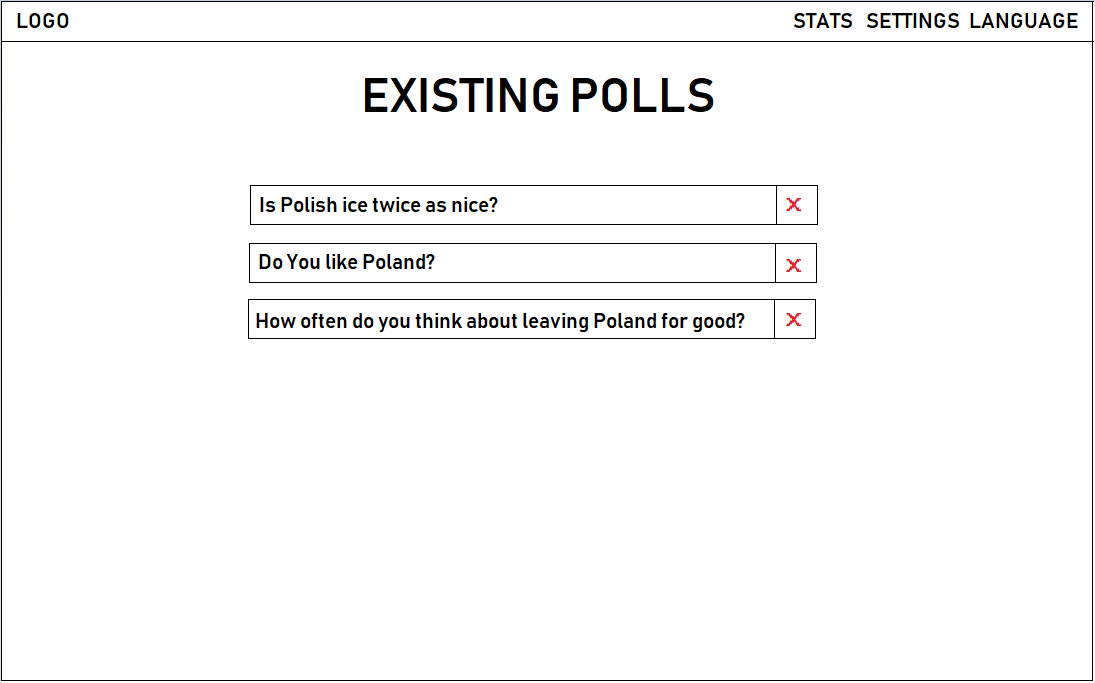 LOGO STATS SETTINGS LANGUAGE
EXISTING POLLS
Is Polish ice twice as nice? X
Do You like Poland? X
How often do you think about leaving Poland for good? X